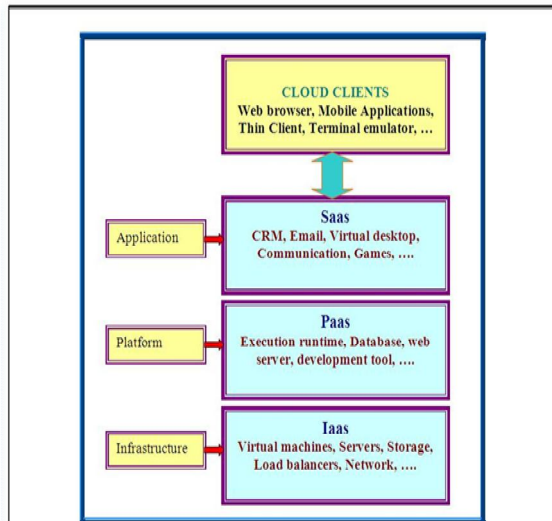 CLOUD CLIENTS
Web browser, Mobile Applications,
Thin Client, Terminal emulator, ...
Application
Saas
CRM, Email, Virtual desktop,
Communication, Games, ....
Platform
Paas
Execution runtime, Database, web
server, development tool, ....
Infrastructure
Iaas
Virtual machines, Servers, Storage,
Load balancers, Network, ....